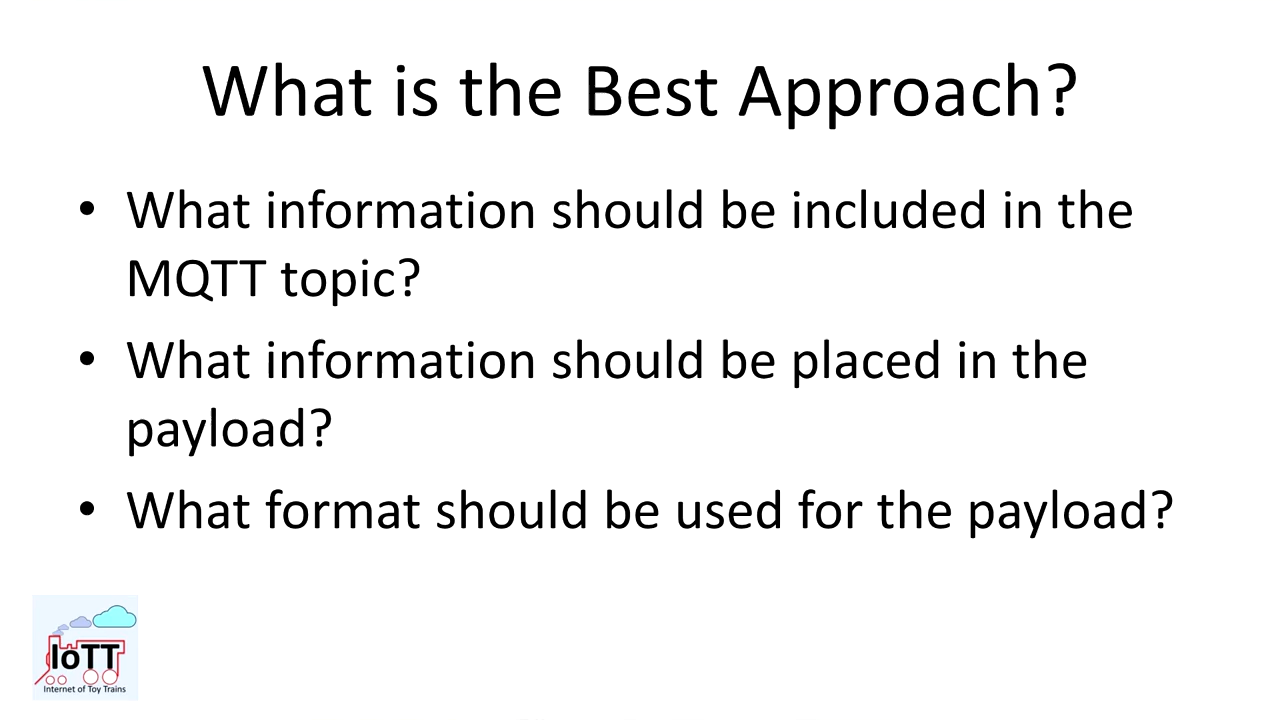 What is the Best Approach?
• What information should be included in the
MQTT topic?
• What information should be placed in the
payload?
• What format should be used for the payload?
IoTT
Internet of Toy Trains